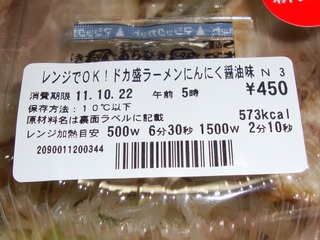 レンジでOK！ドカ盛ラーメンにんにく醤油味 N 3
消費期限 11.10.22 午前 5時 ¥450
保存方法：10℃以下
原材料名は裏面ラベルに記載 573kcal
レンジ加熱目安 500W 6分30秒 1500W 2分10秒
2090011200344